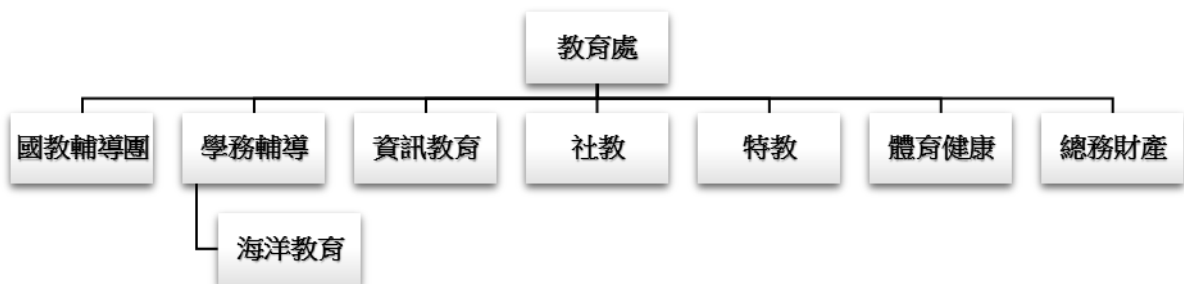 教育處
國教輔導團
學務輔導
資訊教育
社教
特教
體育健康
總務財產
海洋教育